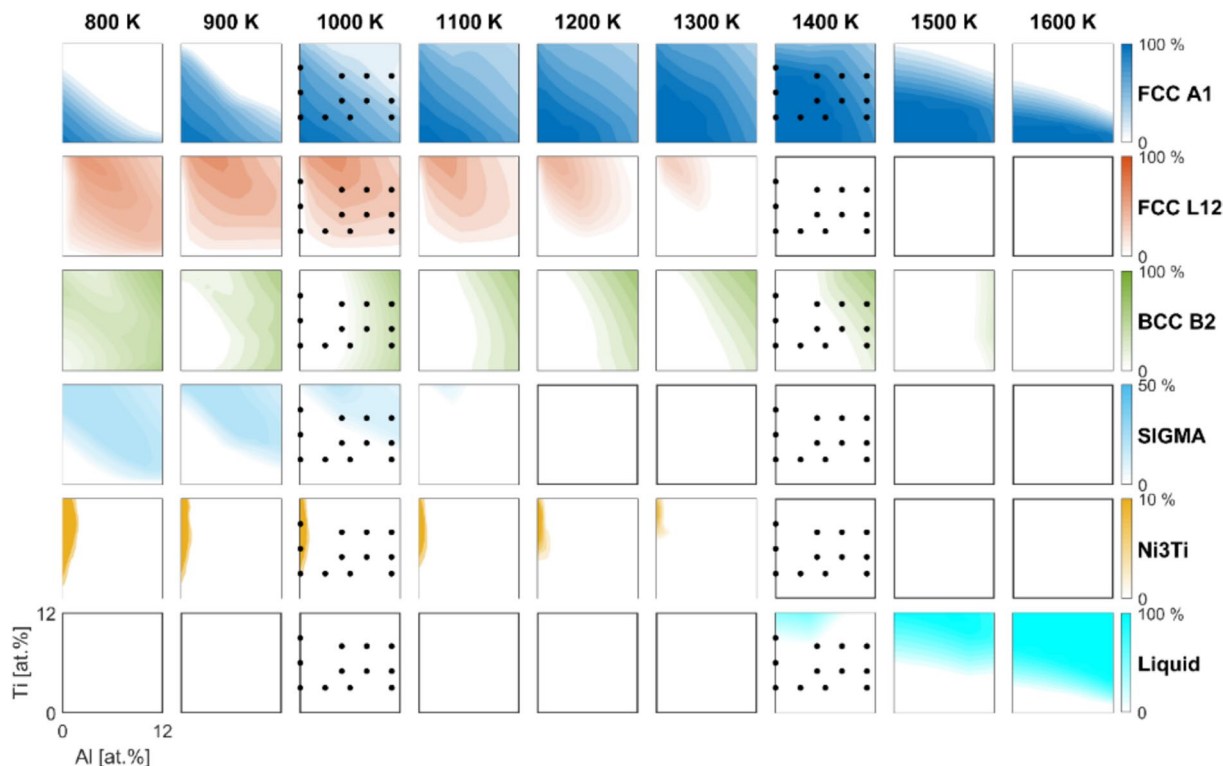 800 K 900 K 1000 K 1100 K 1200 K 1300 K 1400 K 1500 K 1600 K
100 %
FCC A1
0
100 %
FCC L12
0
100 %
BCC B2
0
50 %
SIGMA
0
10 %
Ni3Ti
0
12
100 %
Ti [at.%]
Liquid
0
0
0 12
Al [at.%]